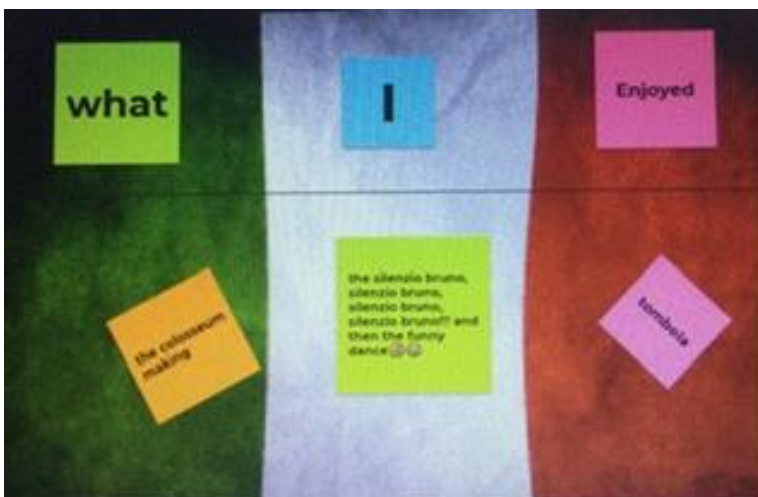 what
I
Enjoyed
the colosseum
making
the silenzio bruno,
silenzio bruno,
silenzio bruno,
silenzio bruno!!! and
then the funny
dance😂😂
tombola